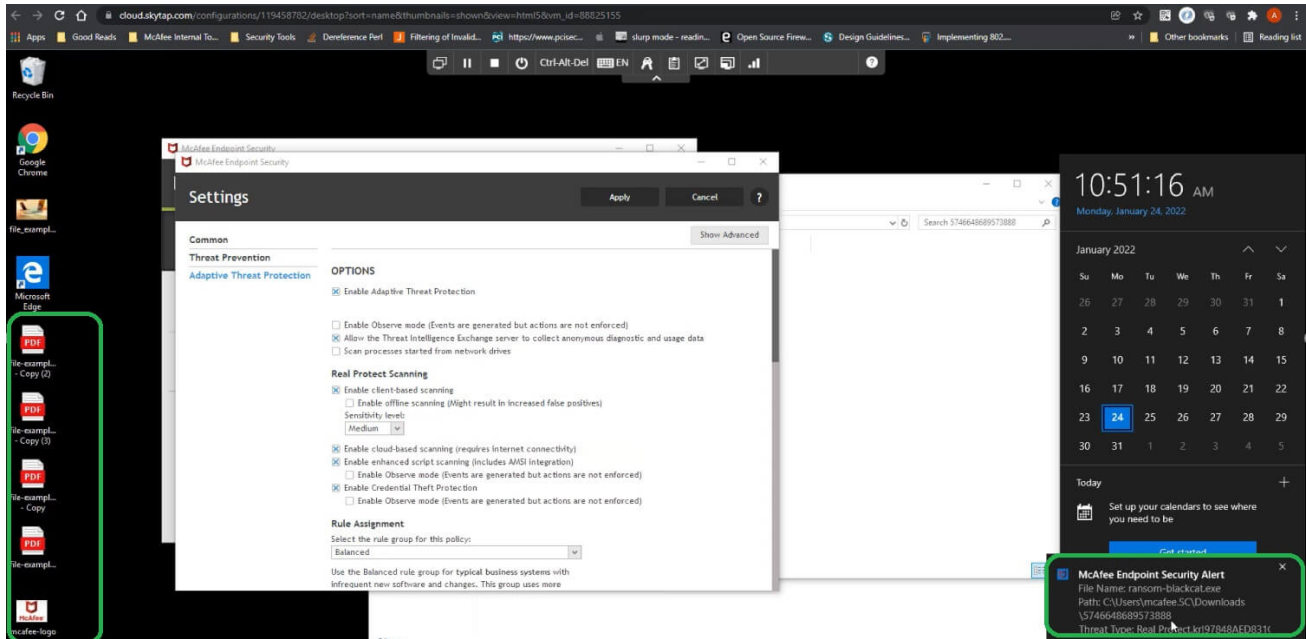 cloud.skytap.com/configurations/119458782/desktop?sort=name&thumbnails=shown&view=html5&vm_id=88825155
Apps Good Reads McAfee Internal To... Security Tools Dereference Perl Filtering of Invalid... https://www.pcisec... slurp mode - readin... Open Source Firew... Design Guidelines... Implementing 802.... » Other bookmarks Reading list
Ctrl-Alt-Del EN ?
Recycle Bin
Google
Chrome
file_exampl...
Microsoft
Edge
PDF
file-exampl...
- Copy (2)
PDF
file-exampl...
- Copy (3)
PDF
file-exampl...
- Copy
PDF
file-exampl...
McAfee
mcafee-logo
McAfee Endpoint Security
McAfee Endpoint Security
Settings Apply Cancel ?
Show Advanced
Common
Threat Prevention
Adaptive Threat Protection
OPTIONS
Enable Adaptive Threat Protection
Enable Observe mode (Events are generated but actions are not enforced)
Allow the Threat Intelligence Exchange server to collect anonymous diagnostic and usage data
Scan processes started from network drives
Real Protect Scanning
Enable client-based scanning
Enable offline scanning (Might result in increased false positives)
Sensitivity level:
Medium
Enable cloud-based scanning (requires internet connectivity)
Enable enhanced script scanning (includes AMSI integration)
Enable Observe mode (Events are generated but actions are not enforced)
Enable Credential Theft Protection
Enable Observe mode (Events are generated but actions are not enforced)
Rule Assignment
Select the rule group for this policy:
Balanced
Use the Balanced rule group for typical business systems with
infrequent new software and changes. This group uses more
Search 5746648689573888
10:51:16 AM
Monday, January 24, 2022
January 2022
Su Mo Tu We Th Fr Sa
26 27 28 29 30 31 1
2 3 4 5 6 7 8
9 10 11 12 13 14 15
16 17 18 19 20 21 22
23 24 25 26 27 28 29
30 31 1 2 3 4 5
Today
Set up your calendars to see where
you need to be
Get started
McAfee Endpoint Security Alert
File Name: ransom-blackcat.exe
Path: C:\Users\mcafee.SC\Downloads
\5746648689573888
Threat Type: Real Protect.